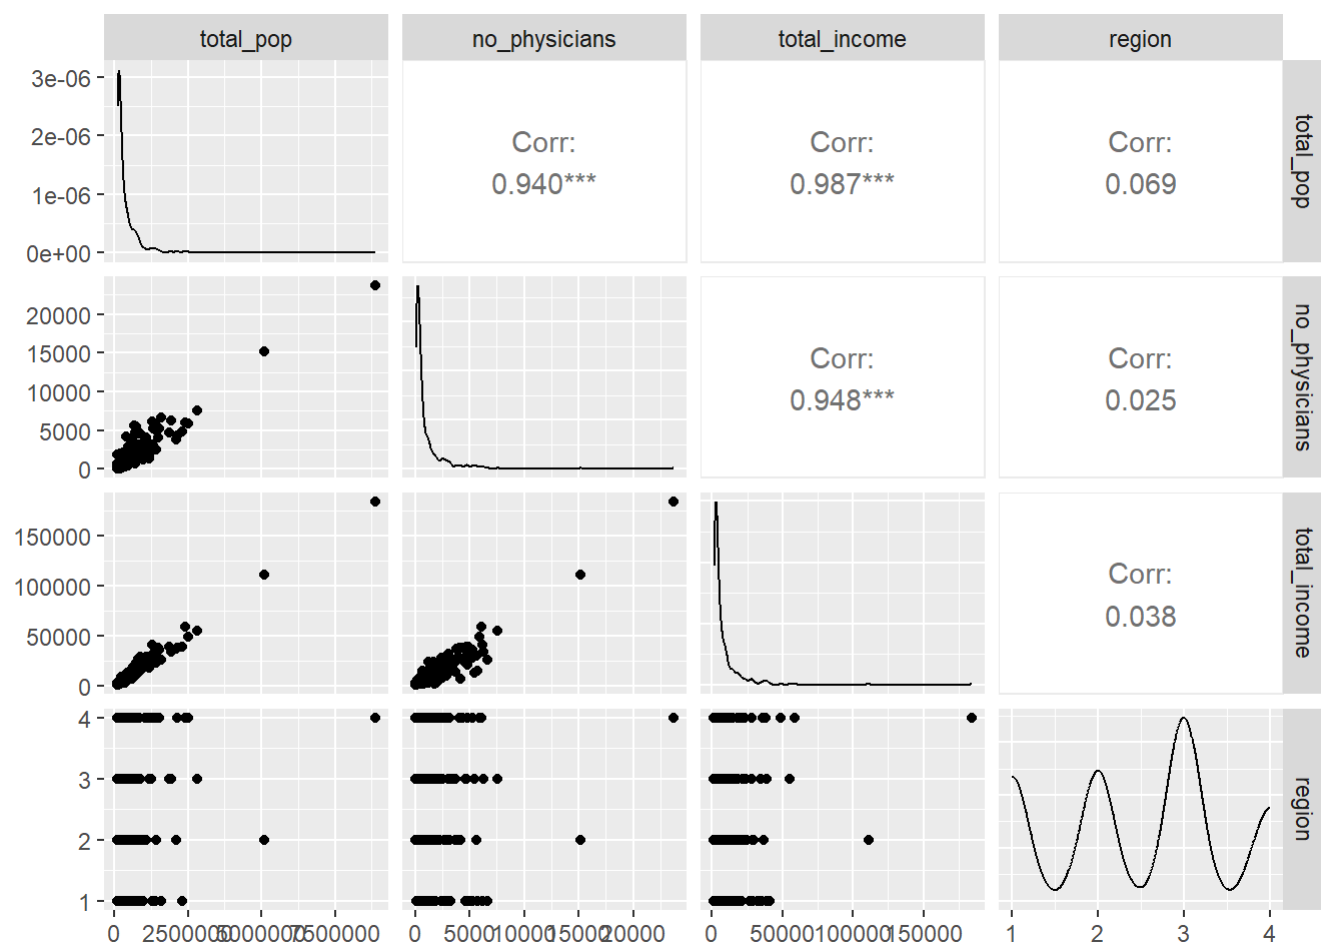 total_pop no_physicians total_income region
3e-06
2e-06
1e-06
0e+00
Corr:
0.940***
Corr:
0.987***
Corr:
0.069
total_pop
20000
15000
10000
5000
0
Corr:
0.948***
Corr:
0.025
no_physicians
150000
100000
50000
0
Corr:
0.038
total_income
4
3
2
1
region
0 2500000 5000000 7500000
0 5000 10000 15000 20000
0 50000 100000 150000
1 2 3 4